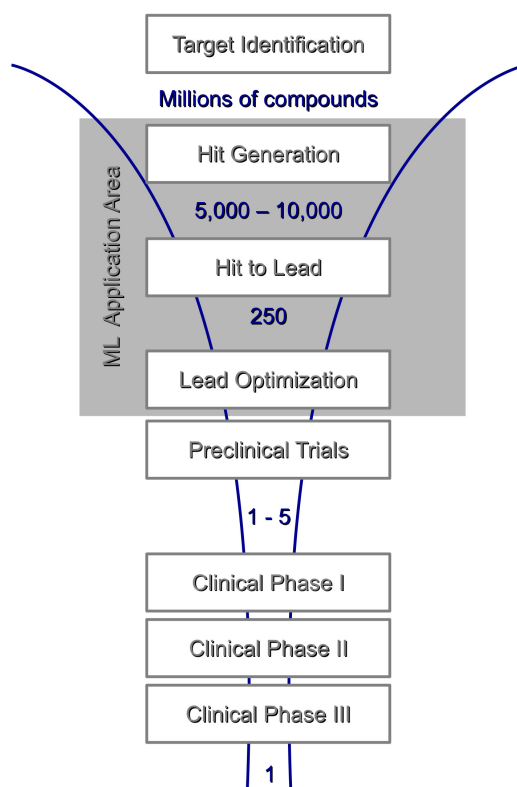 Target Identification
Millions of compounds
Hit Generation
5,000 – 10,000
ML Application Area
Hit to Lead
250
Lead Optimization
Preclinical Trials
1 - 5
Clinical Phase I
Clinical Phase II
Clinical Phase III
1